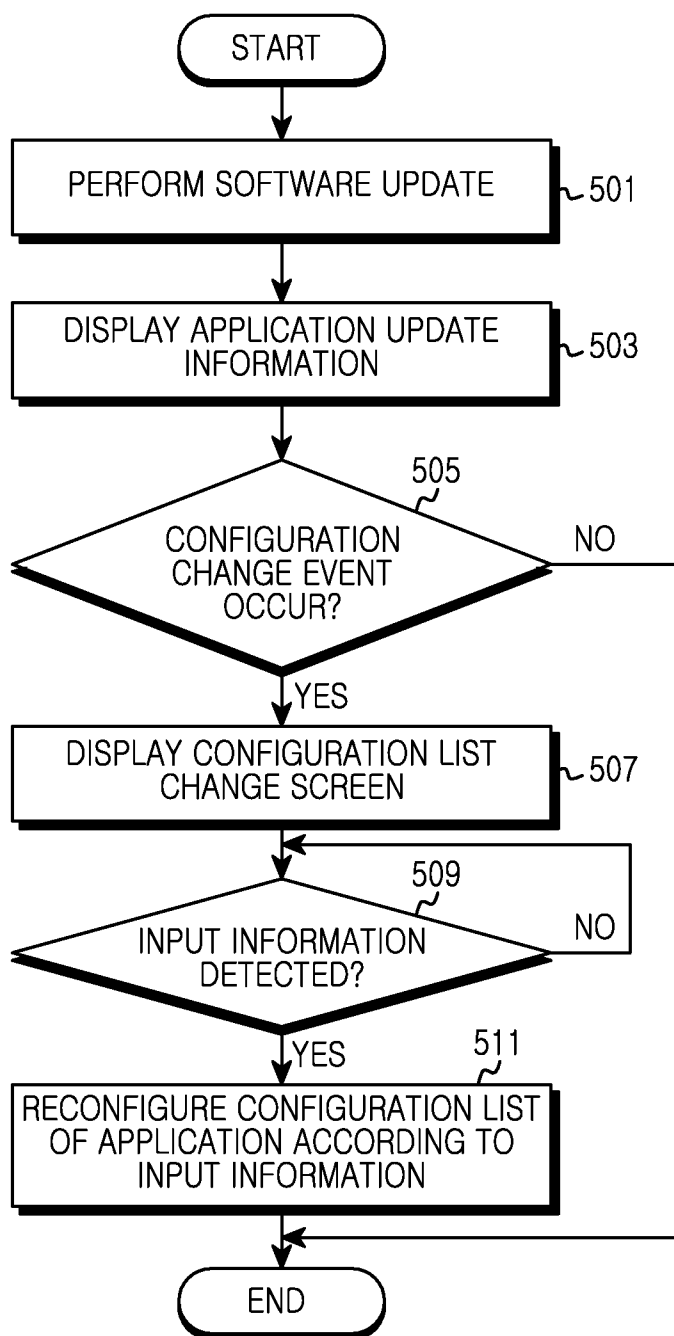 START
PERFORM SOFTWARE UPDATE
501
DISPLAY APPLICATION UPDATE
INFORMATION
503
505
CONFIGURATION
CHANGE EVENT
OCCUR?
NO
YES
DISPLAY CONFIGURATION LIST
CHANGE SCREEN
507
509
INPUT INFORMATION
DETECTED?
NO
YES
511
RECONFIGURE CONFIGURATION LIST
OF APPLICATION ACCORDING TO
INPUT INFORMATION
END